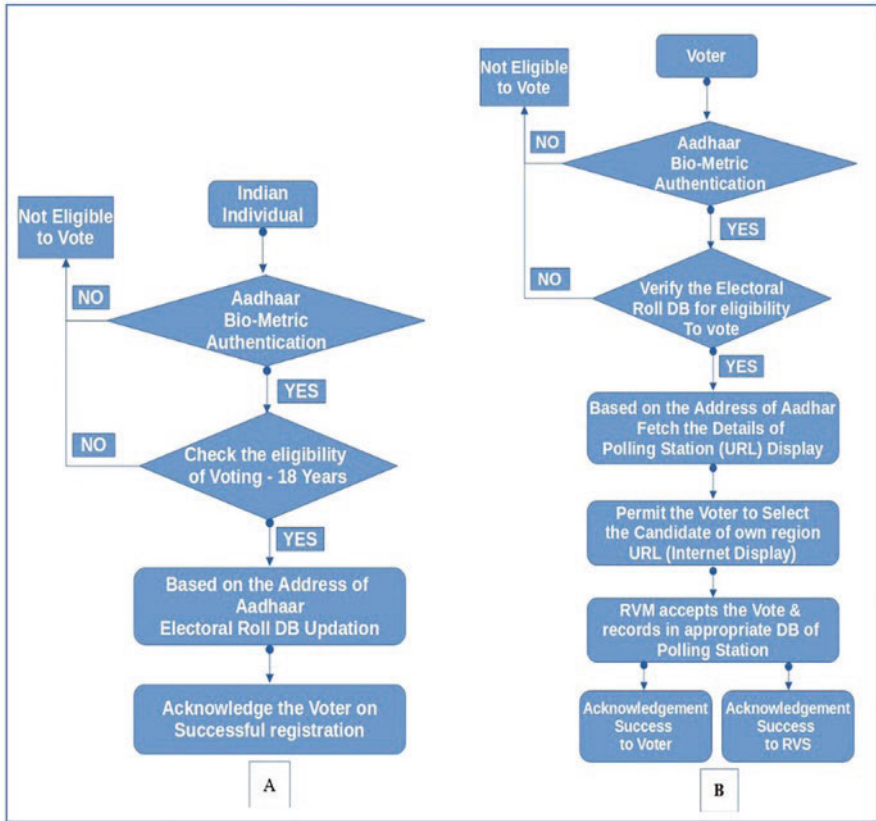 Indian
Individual
Not Eligible
to Vote
NO
Aadhaar
Bio-Metric
Authentication
YES
NO
Check the eligibility
of Voting - 18 Years
YES
Based on the Address of
Aadhaar
Electoral Roll DB Updation
Acknowledge the Voter on
Successful registration
A
Voter
Not Eligible
to Vote
NO
Aadhaar
Bio-Metric
Authentication
YES
NO
Verify the Electoral
Roll DB for eligibility
To vote
YES
Based on the Address of Aadhar
Fetch the Details of
Polling Station (URL) Display
Permit the Voter to Select
the Candidate of own region
URL (Internet Display)
RVM accepts the Vote &
records in appropriate DB of
Polling Station
Acknowledgement
Success
to Voter
Acknowledgement
Success
to RVS
B